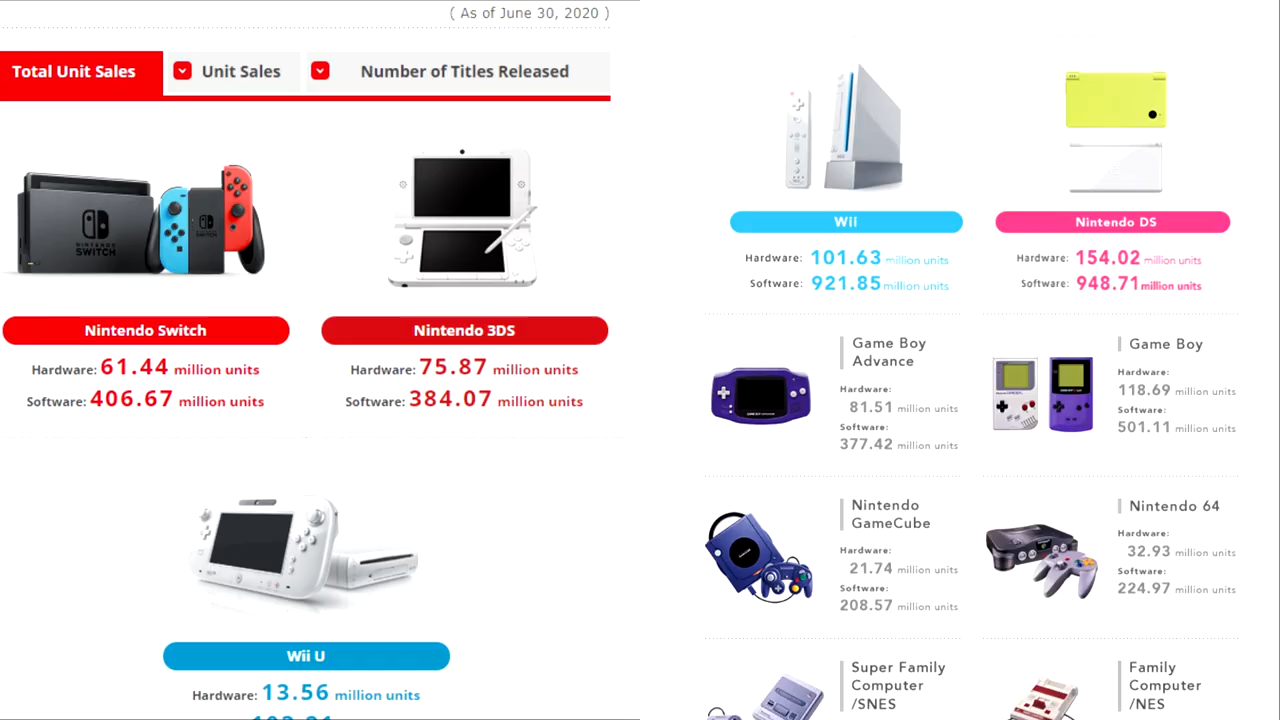 ( As of June 30, 2020 )
Total Unit Sales
Unit Sales
Number of Titles Released
NINTENDO
SWITCH
Nintendo Switch
Hardware: 61.44 million units
Software: 406.67 million units
Nintendo 3DS
Hardware: 75.87 million units
Software: 384.07 million units
Wii U
Hardware: 13.56 million units
Wii
Hardware: 101.63 million units
Software: 921.85 million units
Nintendo DS
Hardware: 154.02 million units
Software: 948.71 million units
Game Boy
Advance
Hardware:
81.51 million units
Software:
377.42 million units
Game Boy
Hardware:
118.69 million units
Software:
501.11 million units
Nintendo
GameCube
Hardware:
21.74 million units
Software:
208.57 million units
Nintendo 64
Hardware:
32.93 million units
Software:
224.97 million units
Super Family
Computer
/SNES
Family
Computer
/NES